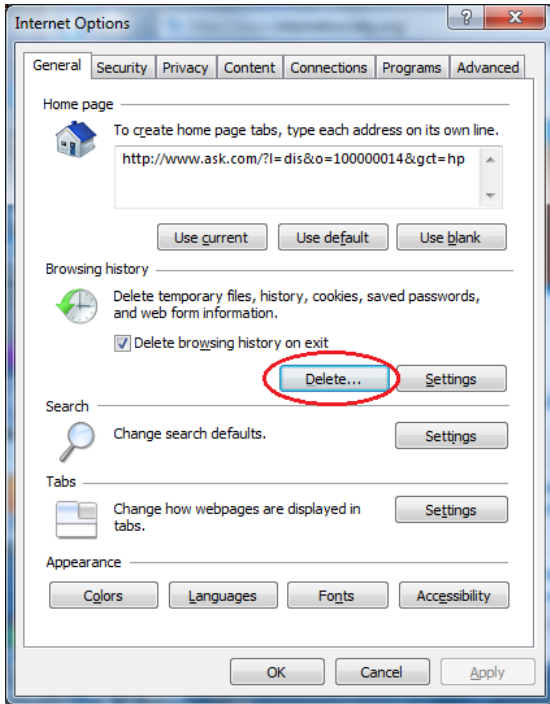 Internet Options
General Security Privacy Content Connections Programs Advanced
Home page
To create home page tabs, type each address on its own line.
http://www.ask.com/?l=dis&o=100000014&gct=hp
Use current Use default Use blank
Browsing history
Delete temporary files, history, cookies, saved passwords,
and web form information.
Delete browsing history on exit
Delete... Settings
Search
Change search defaults.
Settings
Tabs
Change how webpages are displayed in
tabs.
Settings
Appearance
Colors Languages Fonts Accessibility
OK Cancel Apply